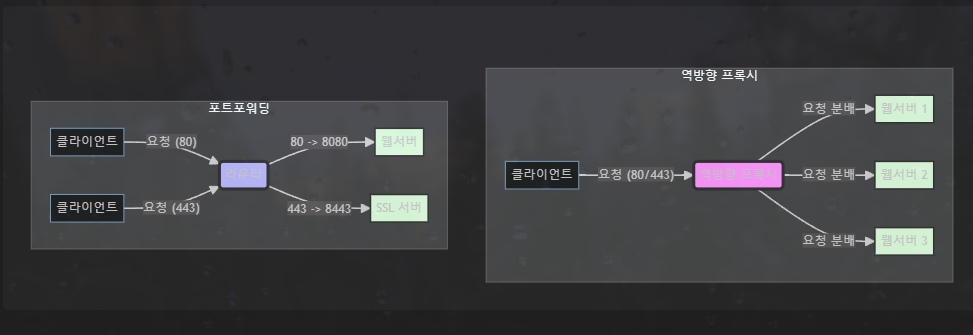 포트포워딩
클라이언트
요청 (80)
80 -> 8080
웹서버
라우터
클라이언트
요청 (443)
443 -> 8443
SSL 서버
역방향 프록시
클라이언트
요청 (80/443)
역방향 프록시
요청 분배
웹서버 1
요청 분배
웹서버 2
요청 분배
웹서버 3